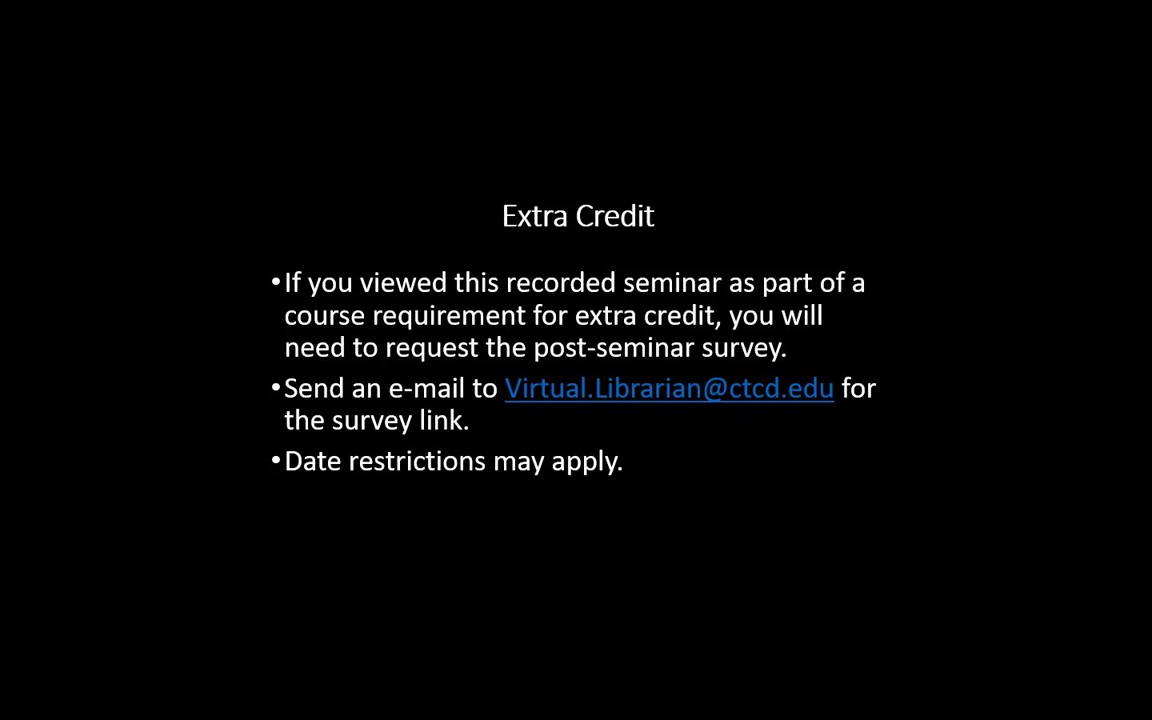 Extra Credit
•If you viewed this recorded seminar as part of a
course requirement for extra credit, you will
need to request the post-seminar survey.
•Send an e-mail to Virtual.Librarian@ctcd.edu for
the survey link.
•Date restrictions may apply.